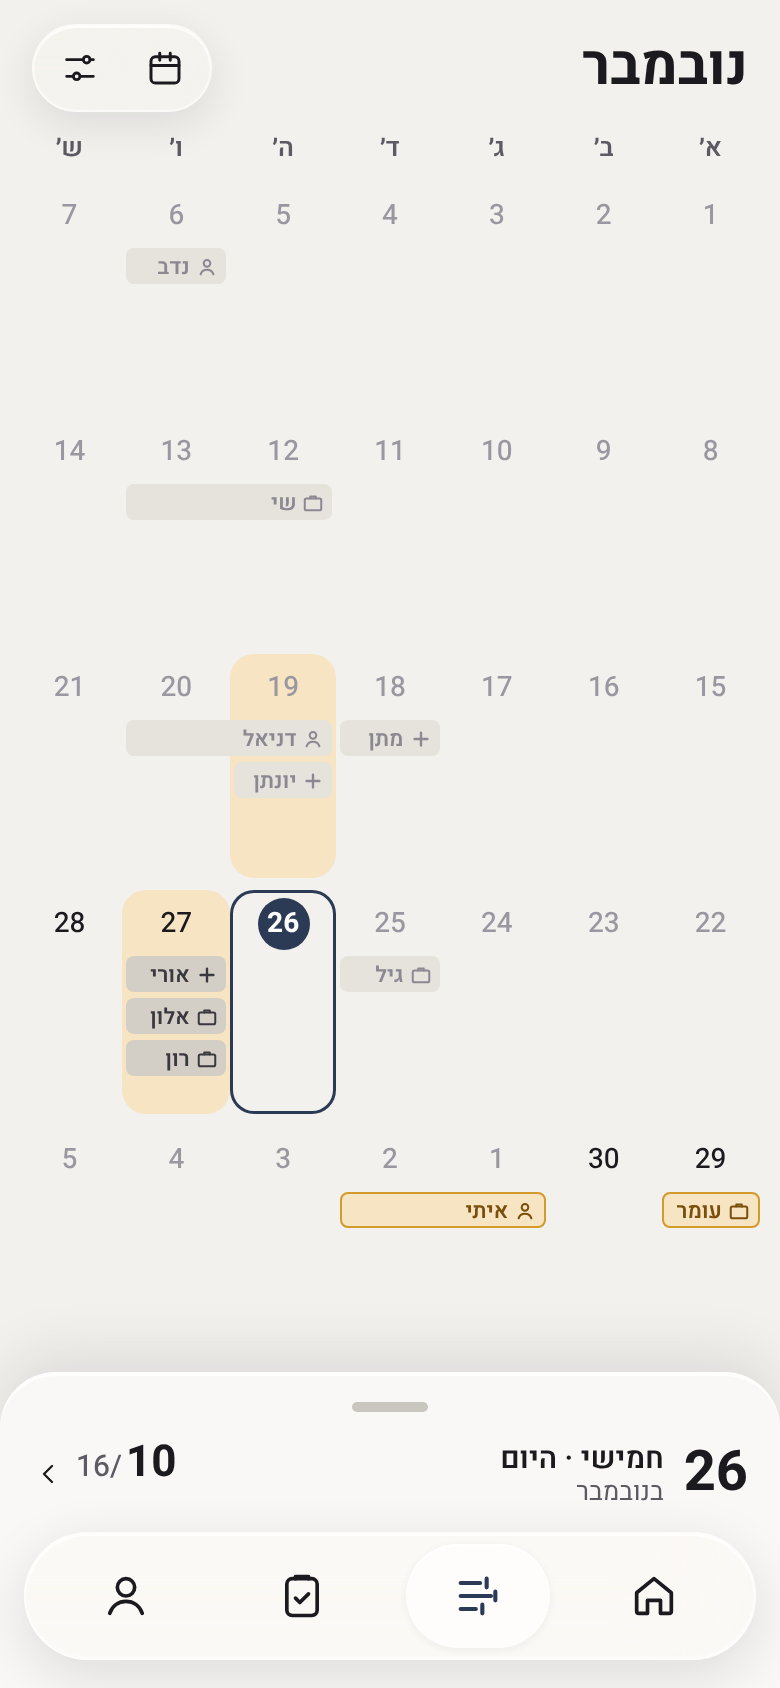 נובמבר
א׳ ב׳ ג׳ ד׳ ה׳ ו׳ ש׳
1 2 3 4 5 6 7
נדב
8 9 10 11 12 13 14
שי
15 16 17 18 19 20 21
מתן דניאל
יונתן
22 23 24 25 26 27 28
גיל אורי
אלון
רון
29 30 1 2 3 4 5
עומר איתי
26 חמישי · היום 10/16
בנובמבר